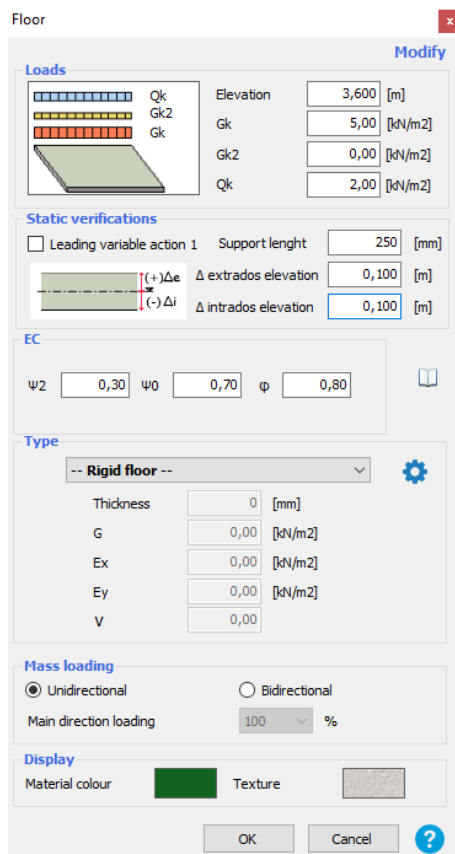 Floor
x
Modify
Loads
Qk
Gk2
Gk
Elevation 3,600 [m]
Gk 5,00 [kN/m2]
Gk2 0,00 [kN/m2]
Qk 2,00 [kN/m2]
Static verifications
Leading variable action 1 Support lenght 250 [mm]
(+)Δe
(-)Δi
Δ extrados elevation 0,100 [m]
Δ intrados elevation 0,100 [m]
EC
Ψ2 0,30 Ψ0 0,70 φ 0,80
Type
-- Rigid floor --
Thickness 0 [mm]
G 0,00 [kN/m2]
Ex 0,00 [kN/m2]
Ey 0,00 [kN/m2]
V 0,00
Mass loading
Unidirectional Bidirectional
Main direction loading 100 %
Display
Material colour Texture
OK Cancel ?